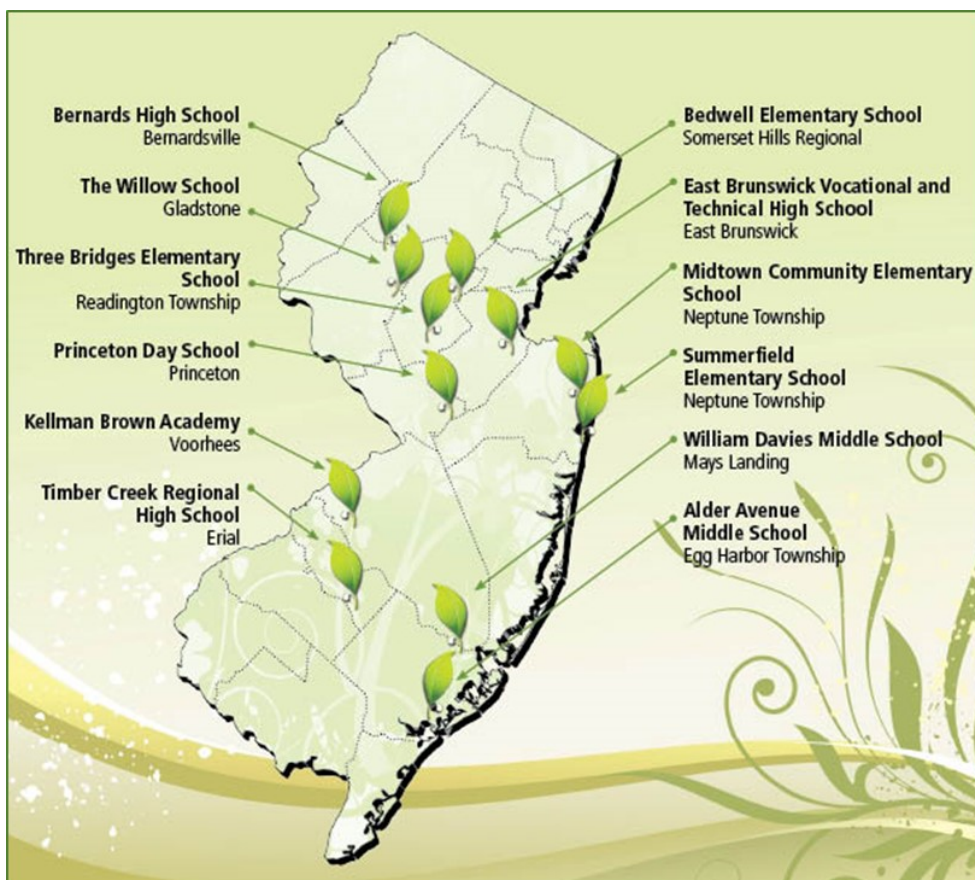 Bernards High School
Bernardsville
The Willow School
Gladstone
Three Bridges Elementary
School
Readington Township
Princeton Day School
Princeton
Kellman Brown Academy
Voorhees
Timber Creek Regional
High School
Erial
Bedwell Elementary School
Somerset Hills Regional
East Brunswick Vocational and
Technical High School
East Brunswick
Midtown Community Elementary
School
Neptune Township
Summerfield
Elementary School
Neptune Township
William Davies Middle School
Mays Landing
Alder Avenue
Middle School
Egg Harbor Township